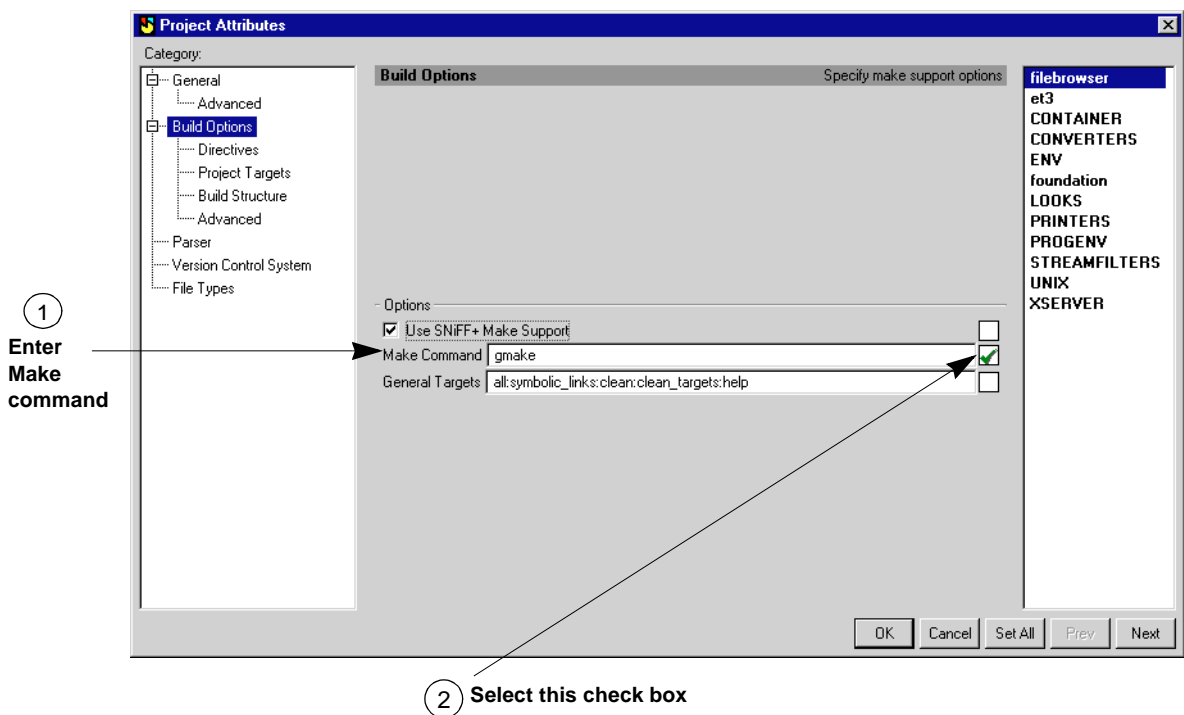 Project Attributes
Category:
General
Advanced
Build Options
Directives
Project Targets
Build Structure
Advanced
Parser
Version Control System
File Types
Build Options
Specify make support options
Options
Use SNiFF+ Make Support
Make Command gmake
General Targets all:symbolic_links:clean:clean_targets:help
filebrowser
et3
CONTAINER
CONVERTERS
ENV
foundation
LOOKS
PRINTERS
PROGENV
STREAMFILTERS
UNIX
XSERVER
OK Cancel Set All Prev Next
1
Enter
Make
command
2 Select this check box